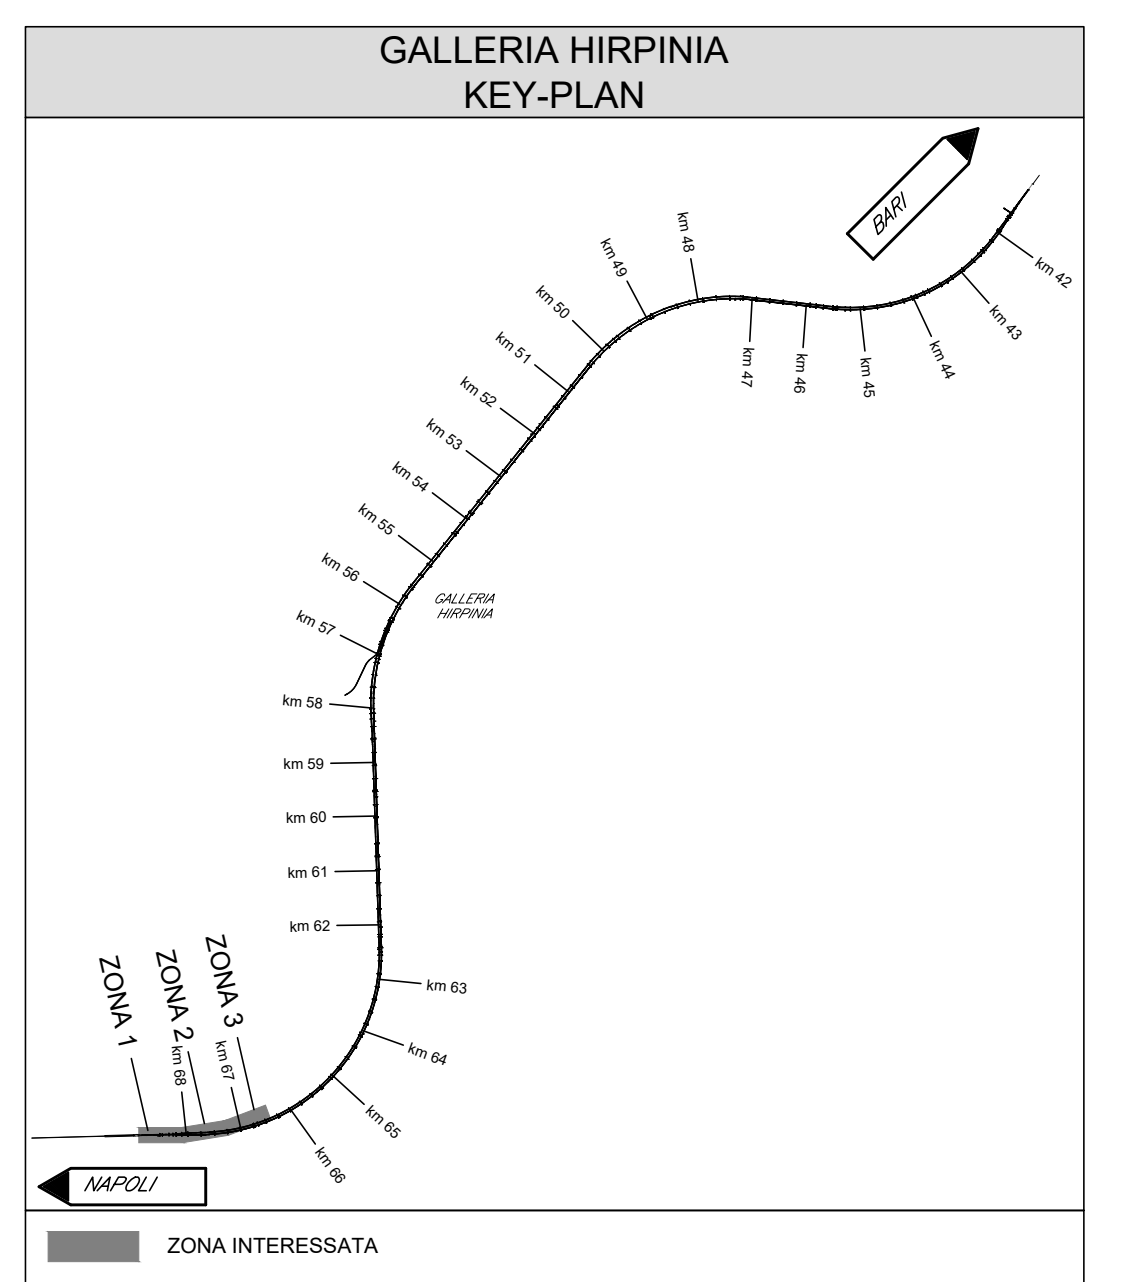 GALLERIA HIRPINIA
KEY-PLAN
BARI
km 42
km 43
km 44
km 45
km 46
km 47
km 48
km 49
km 50
km 51
km 52
km 53
km 54
km 55
km 56
GALLERIA
HIRPINIA
km 57
km 58
km 59
km 60
km 61
km 62
km 63
km 64
km 65
km 66
km 67
km 68
ZONA 3
ZONA 2
ZONA 1
NAPOLI
ZONA INTERESSATA